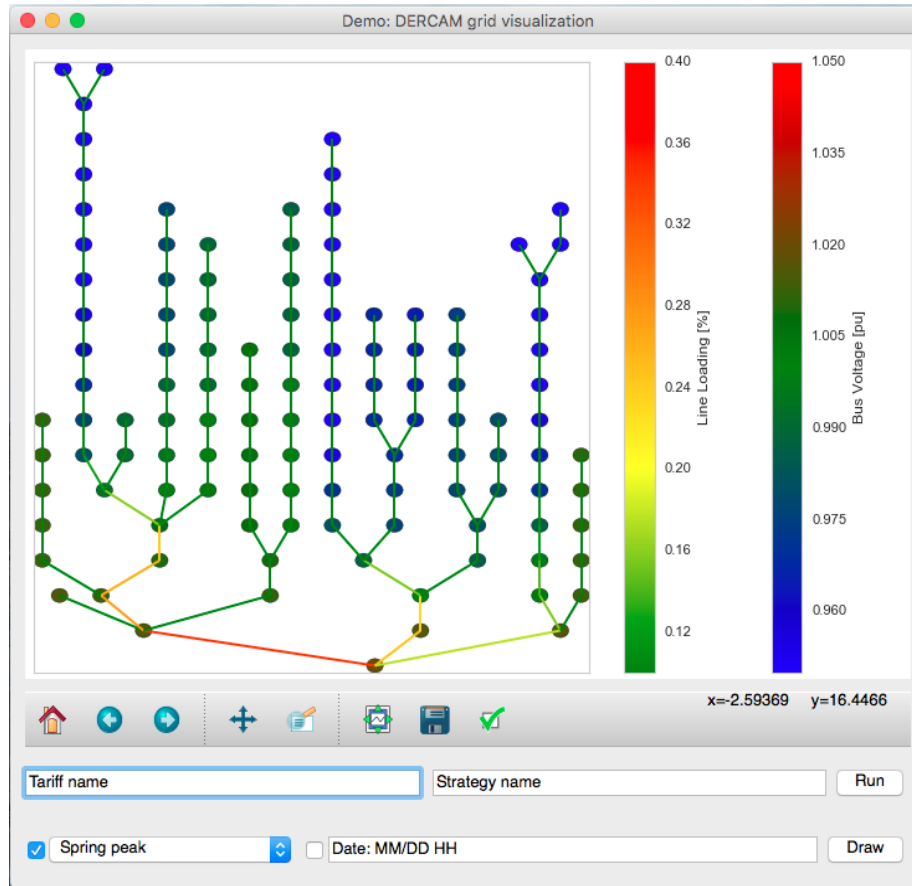 Demo: DERCAM grid visualization
0.40
0.36
0.32
0.28
0.24
0.20
0.16
0.12
Line Loading [%]
1.050
1.035
1.020
1.005
0.990
0.975
0.960
Bus Voltage [pu]
x=-2.59369 y=16.4466
Tariff name
Strategy name
Run
Spring peak
Date: MM/DD HH
Draw